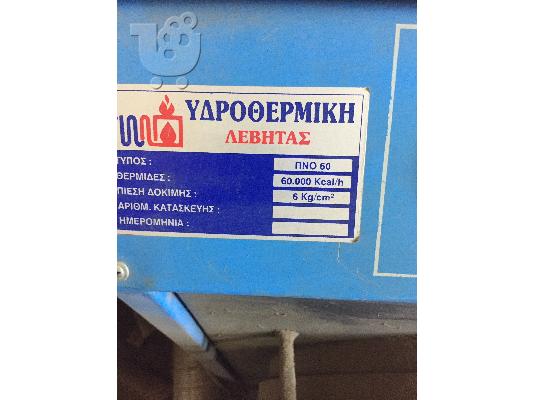 ΥΔΡΟΘΕΡΜΙΚΗ
ΛΕΒΗΤΑΣ
ΤΥΠΟΣ : ΠΝΟ 60
ΘΕΡΜΙΔΕΣ : 60.000 Kcal/h
ΠΙΕΣΗ ΔΟΚΙΜΗΣ : 6 Kg/cm²
ΑΡΙΘΜ. ΚΑΤΑΣΚΕΥΗΣ :
ΗΜΕΡΟΜΗΝΙΑ :